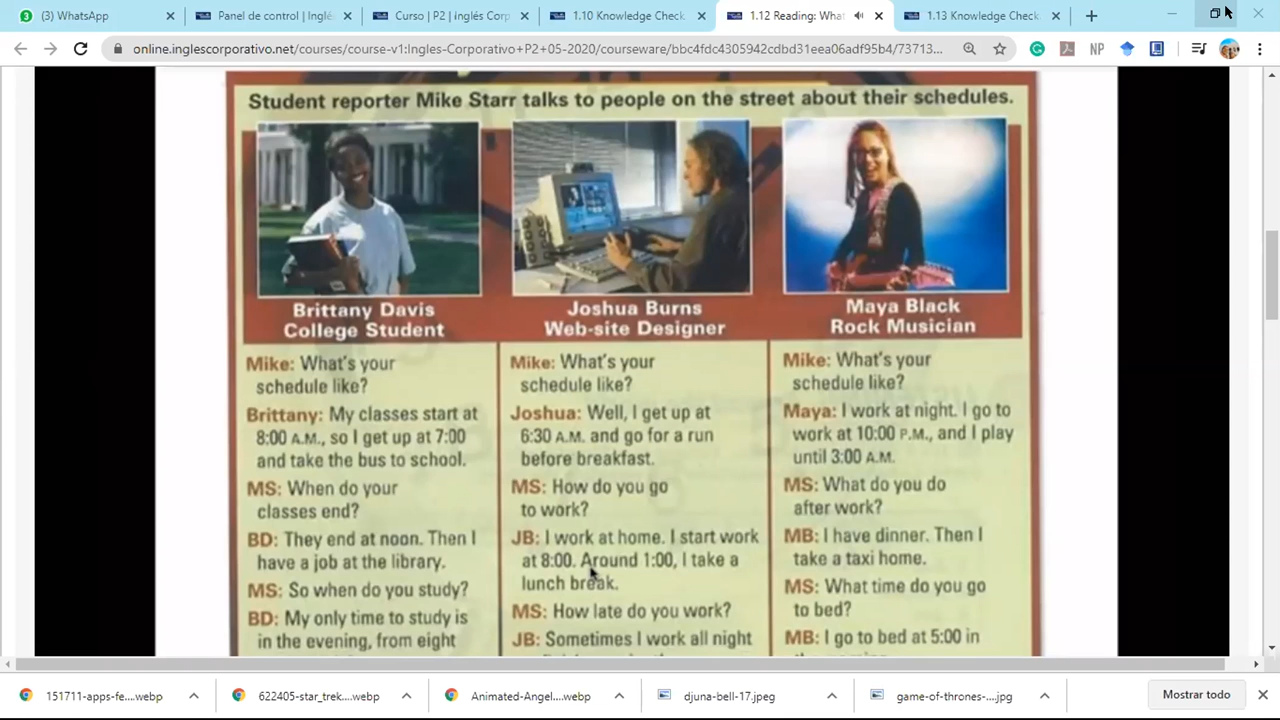 (3) WhatsApp
Panel de control | Inglé
Curso | P2 | inglés Corp
1.10 Knowledge Check.
1.12 Reading: What
1.13 Knowledge Check.
online.inglescorporativo.net/courses/course-v1:Ingles-Corporativo+P2+05-2020/courseware/bbc4fdc4305942cdbd31eea06adf95b4/73713...
NP
Student reporter Mike Starr talks to people on the street about their schedules.
Brittany Davis
College Student
Mike: What's your
schedule like?
Brittany: My classes start at
8:00 A.M., so I get up at 7:00
and take the bus to school.
MS: When do your
classes end?
BD: They end at noon. Then I
have a job at the library.
MS: So when do you study?
BD: My only time to study is
in the evening, from eight
Joshua Burns
Web-site Designer
Mike: What's your
schedule like?
Joshua: Well, I get up at
6:30 A.M. and go for a run
before breakfast.
MS: How do you go
to work?
JB: I work at home. I start work
at 8:00. Around 1:00, I take a
lunch break.
MS: How late do you work?
JB: Sometimes I work all night
Maya Black
Rock Musician
Mike: What's your
schedule like?
Maya: I work at night. I go to
work at 10:00 P.M., and I play
until 3:00 A.M.
MS: What do you do
after work?
MB: I have dinner. Then I
take a taxi home.
MS: What time do you go
to bed?
MB: I go to bed at 5:00 in
151711-apps-fe....webp
622405-star_trek....webp
Animated-Angel....webp
djuna-bell-17.jpeg
game-of-thrones-....jpg
Mostrar todo